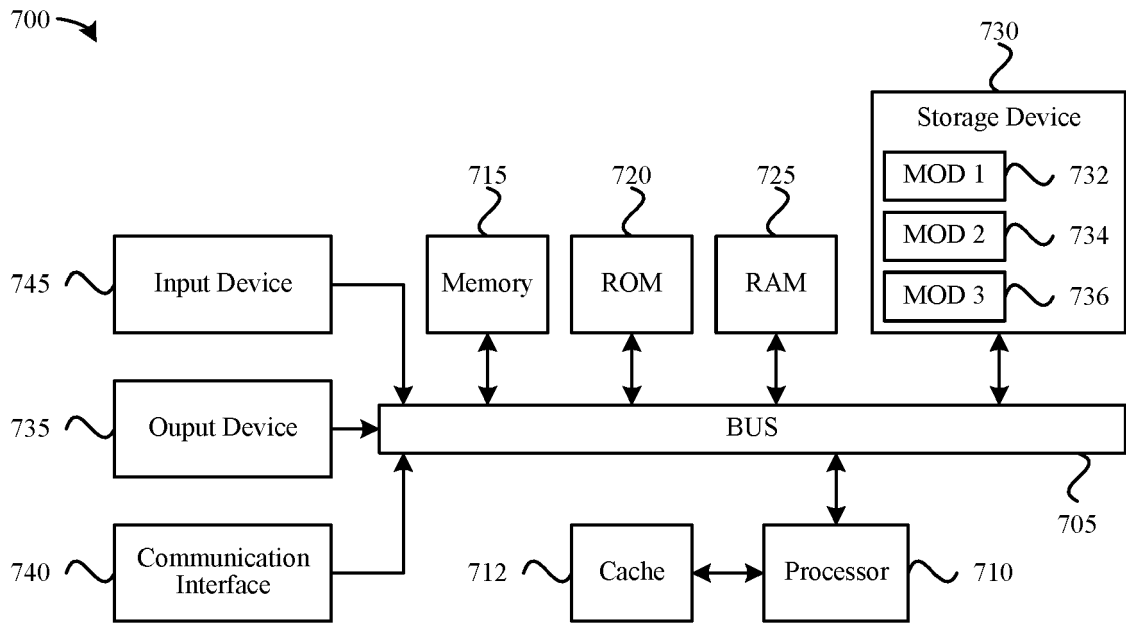 700
730
Storage Device
MOD 1
732
MOD 2
734
MOD 3
736
715
720
725
Memory
ROM
RAM
745
Input Device
735
Ouput Device
BUS
705
740
Communication
Interface
712
Cache
Processor
710